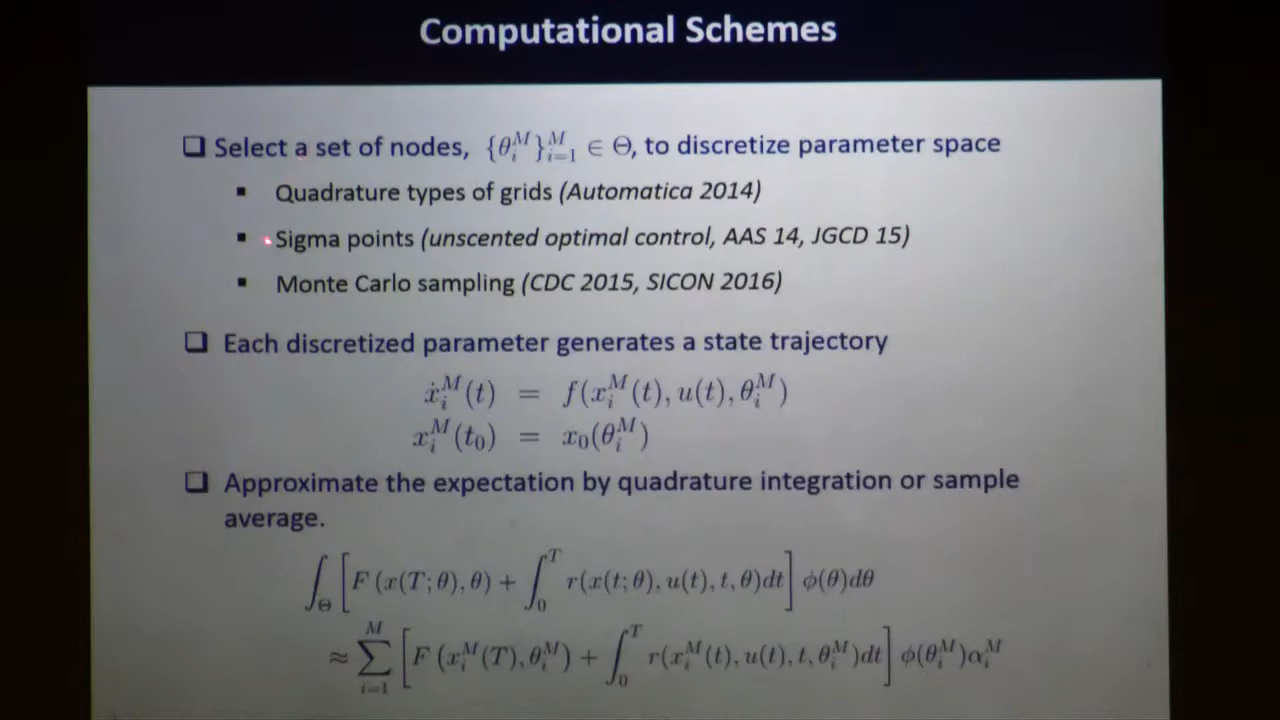 Computational Schemes
❑ Select a set of nodes, {θ_i^M}_{i=1}^M ∈ Θ, to discretize parameter space
▪ Quadrature types of grids (Automatica 2014)
▪ Sigma points (unscented optimal control, AAS 14, JGCD 15)
▪ Monte Carlo sampling (CDC 2015, SICON 2016)
❑ Each discretized parameter generates a state trajectory
ẋ_i^M(t) = f(x_i^M(t), u(t), θ_i^M)
x_i^M(t_0) = x_0(θ_i^M)
❑ Approximate the expectation by quadrature integration or sample
average.
∫_Θ [F (x(T; θ), θ) + ∫_0^T r(x(t; θ), u(t), t, θ)dt] ϕ(θ)dθ
≈ ∑_{i=1}^M [F (x_i^M(T), θ_i^M) + ∫_0^T r(x_i^M(t), u(t), t, θ_i^M)dt] ϕ(θ_i^M)α_i^M